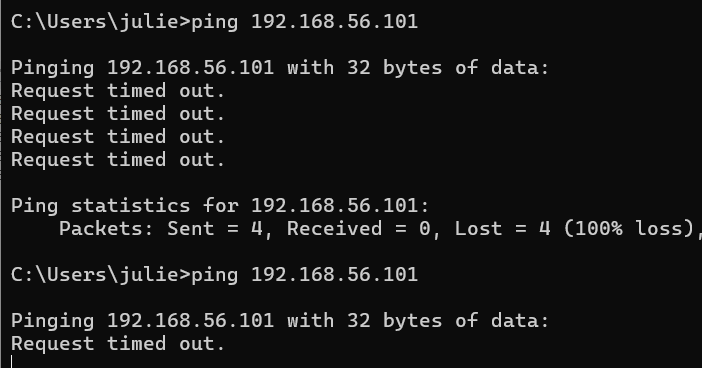 C:\Users\julie>ping 192.168.56.101
Pinging 192.168.56.101 with 32 bytes of data:
Request timed out.
Request timed out.
Request timed out.
Request timed out.
Ping statistics for 192.168.56.101:
    Packets: Sent = 4, Received = 0, Lost = 4 (100% loss),
C:\Users\julie>ping 192.168.56.101
Pinging 192.168.56.101 with 32 bytes of data:
Request timed out.